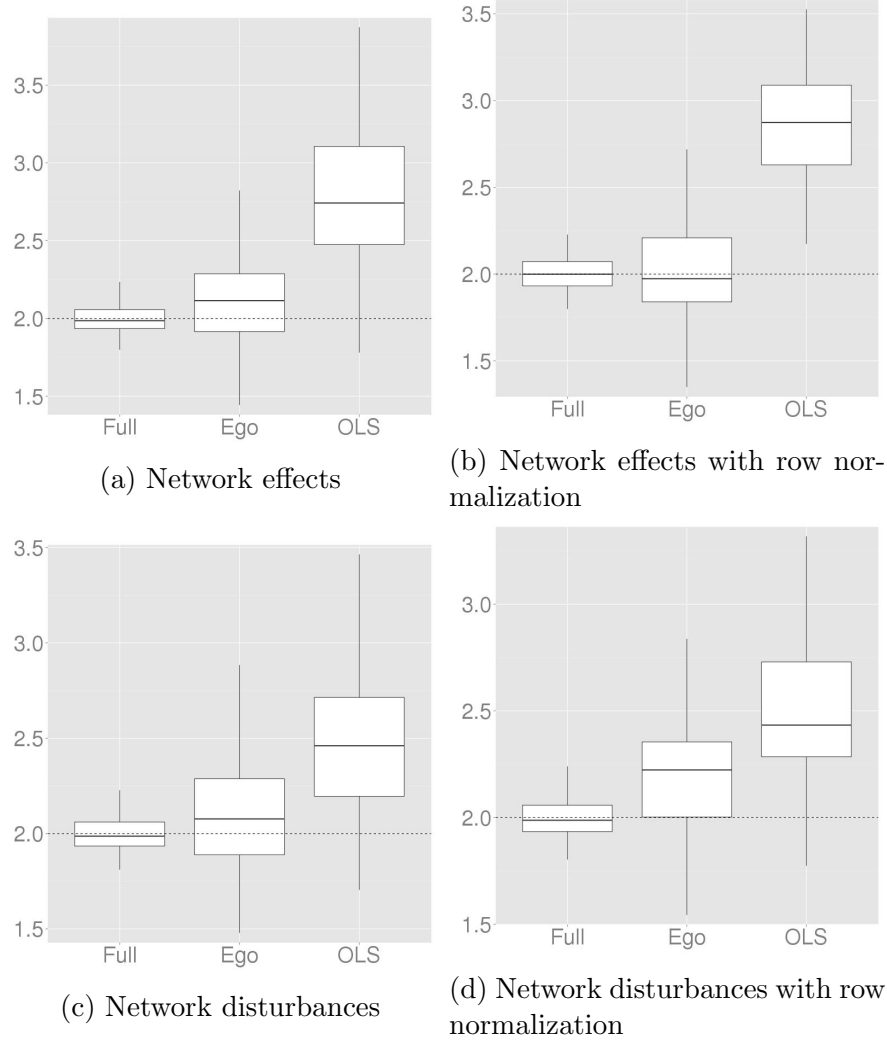 3.5
3.0
2.5
2.0
1.5
Full Ego OLS
(a) Network effects
3.5
3.0
2.5
2.0
1.5
Full Ego OLS
(b) Network effects with row nor-
malization
3.5
3.0
2.5
2.0
1.5
Full Ego OLS
(c) Network disturbances
3.0
2.5
2.0
1.5
Full Ego OLS
(d) Network disturbances with row
normalization